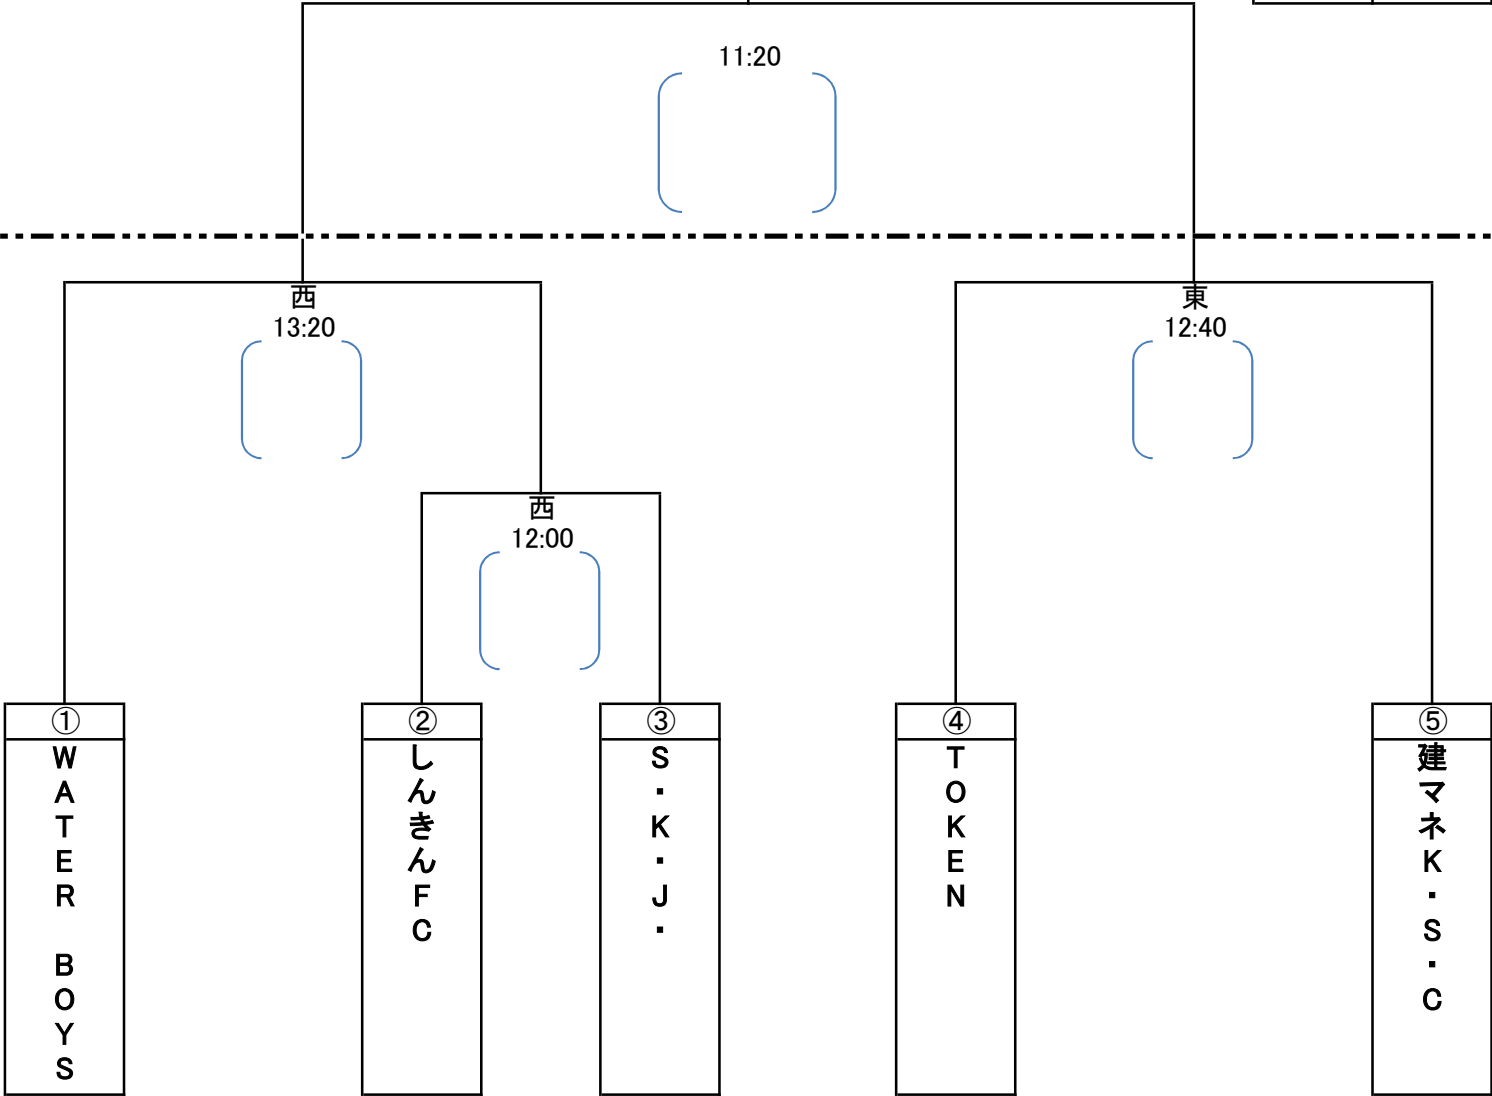 11:20
西
13:20
東
12:40
西
12:00
①
WATER BOYS
②
しんきんFC
③
S・K・J・
④
TOKEN
⑤
建マネK・S・C